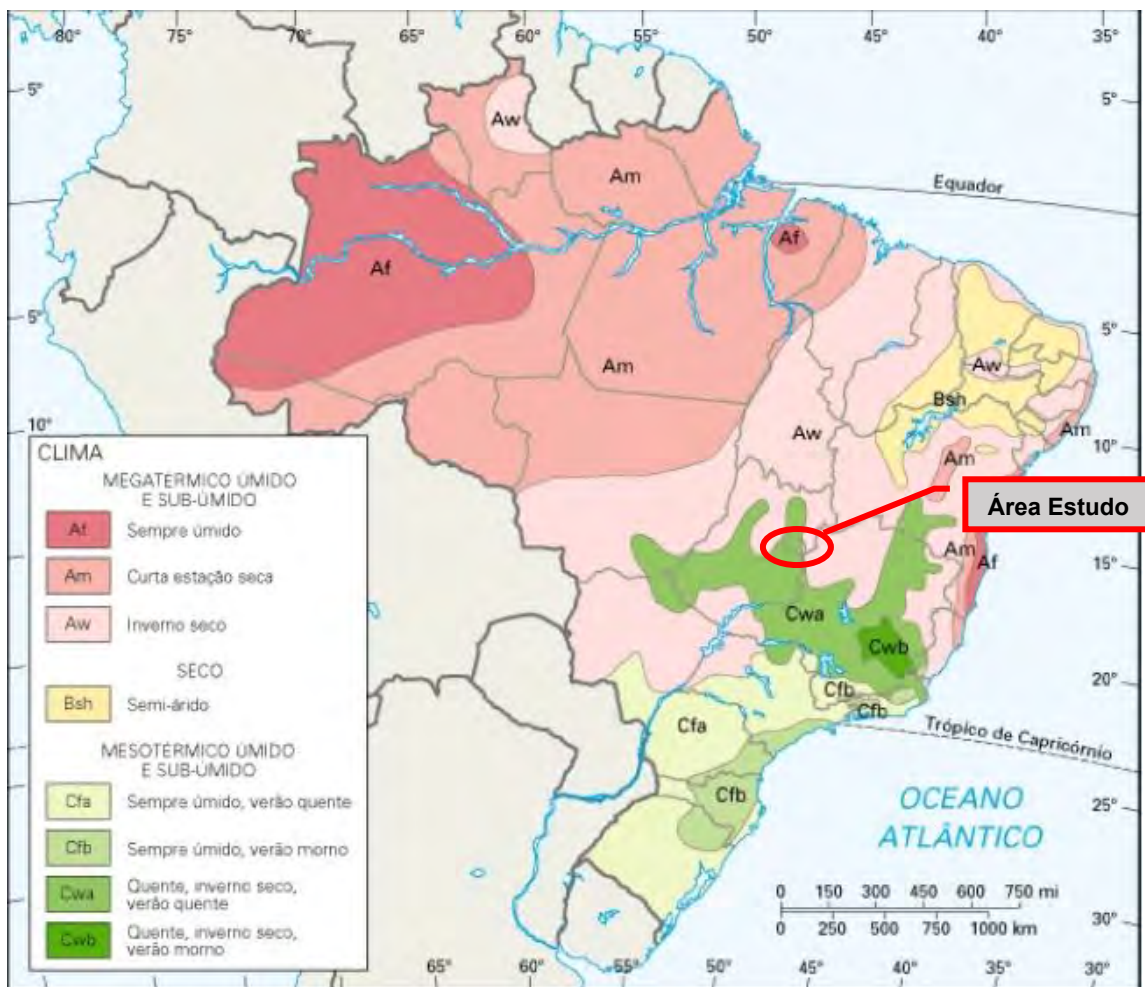 80° 75° 70° 65° 60° 55° 50° 45° 40° 35°
5° 5°
Aw
Am
Equador
Af
Af
5° 5°
Am
Aw
Bsh
10° Aw Am 10°
Am
CLIMA
MEGATÉRMICO ÚMIDO
E SUB-ÚMIDO
Af Sempre úmido
Am Curta estação seca
Aw Inverno seco
SECO
Bsh Semi-árido
MESOTÉRMICO ÚMIDO
E SUB-ÚMIDO
Cfa Sempre úmido, verão quente
Cfb Sempre úmido, verão morno
Cwa Quente, inverno seco,
verão quente
Cwb Quente, inverno seco,
verão morno
Área Estudo
Am
Af 15°
Cwa
Cwb
Cfb 20°
Cfb
Cfa
Trópico de Capricórnio
Cfb
25°
OCEANO
ATLÂNTICO
0 150 300 450 600 750 mi
0 250 500 750 1000 km
30°
65° 60° 55° 50° 45° 40° 35°